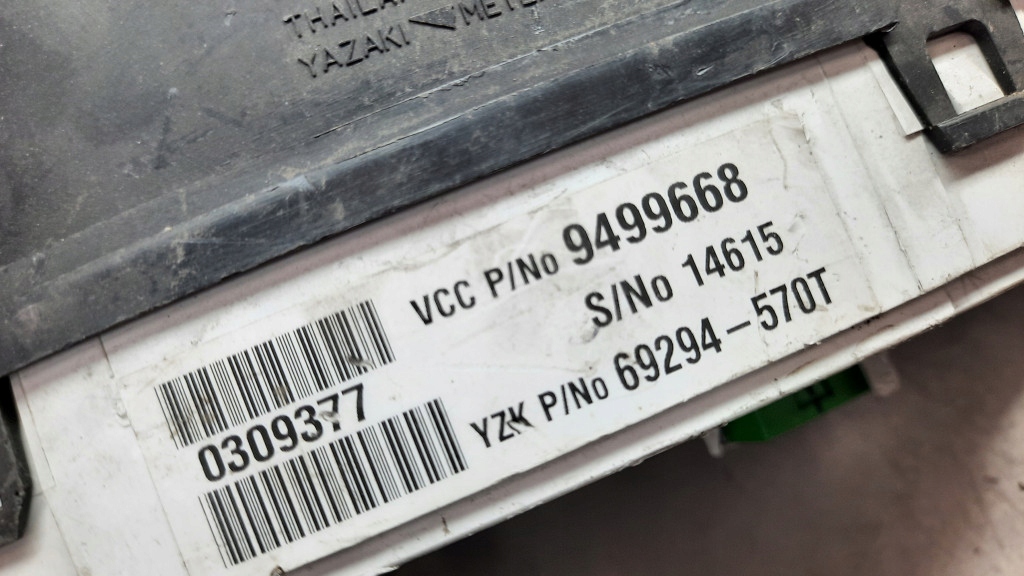 YAZAKI
VCC P/No 9499668
S/No 14615
YZK P/No 69294-570T
0309377